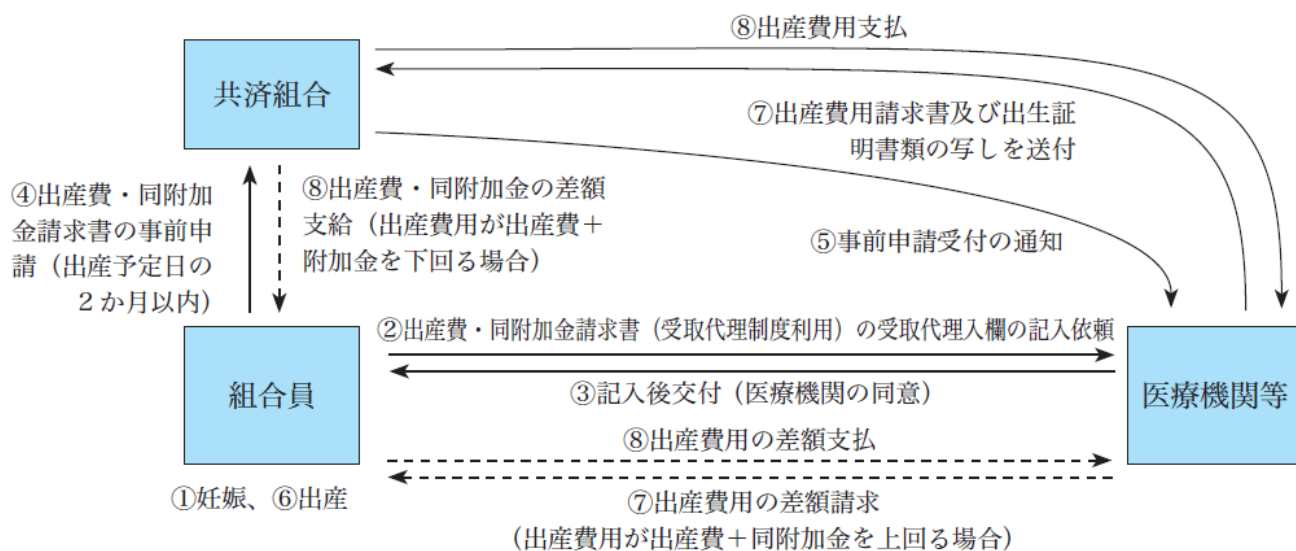 ⑧出産費用支払
共済組合
⑦出産費用請求書及び出生証
明書類の写しを送付
④出産費・同附加
金請求書の事前申
請（出産予定日の
２か月以内）
⑧出産費・同附加金の差額
支給（出産費用が出産費＋
附加金を下回る場合）
⑤事前申請受付の通知
②出産費・同附加金請求書（受取代理制度利用）の受取代理入欄の記入依頼
組合員
③記入後交付（医療機関の同意）
医療機関等
⑧出産費用の差額支払
①妊娠、⑥出産
⑦出産費用の差額請求
（出産費用が出産費＋同附加金を上回る場合）